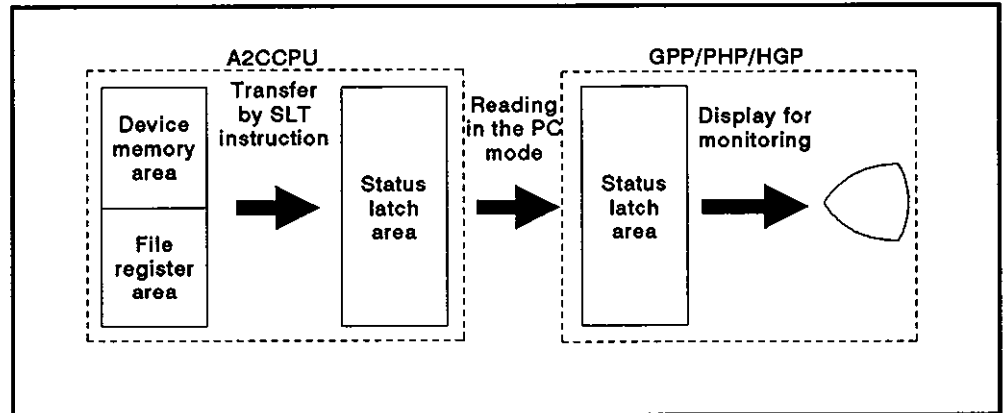 A2CCPU
GPP/PHP/HGP
Device
memory
area
File
register
area
Transfer
by SLT
instruction
Status
latch
area
Reading
in the PC
mode
Status
latch
area
Display for
monitoring